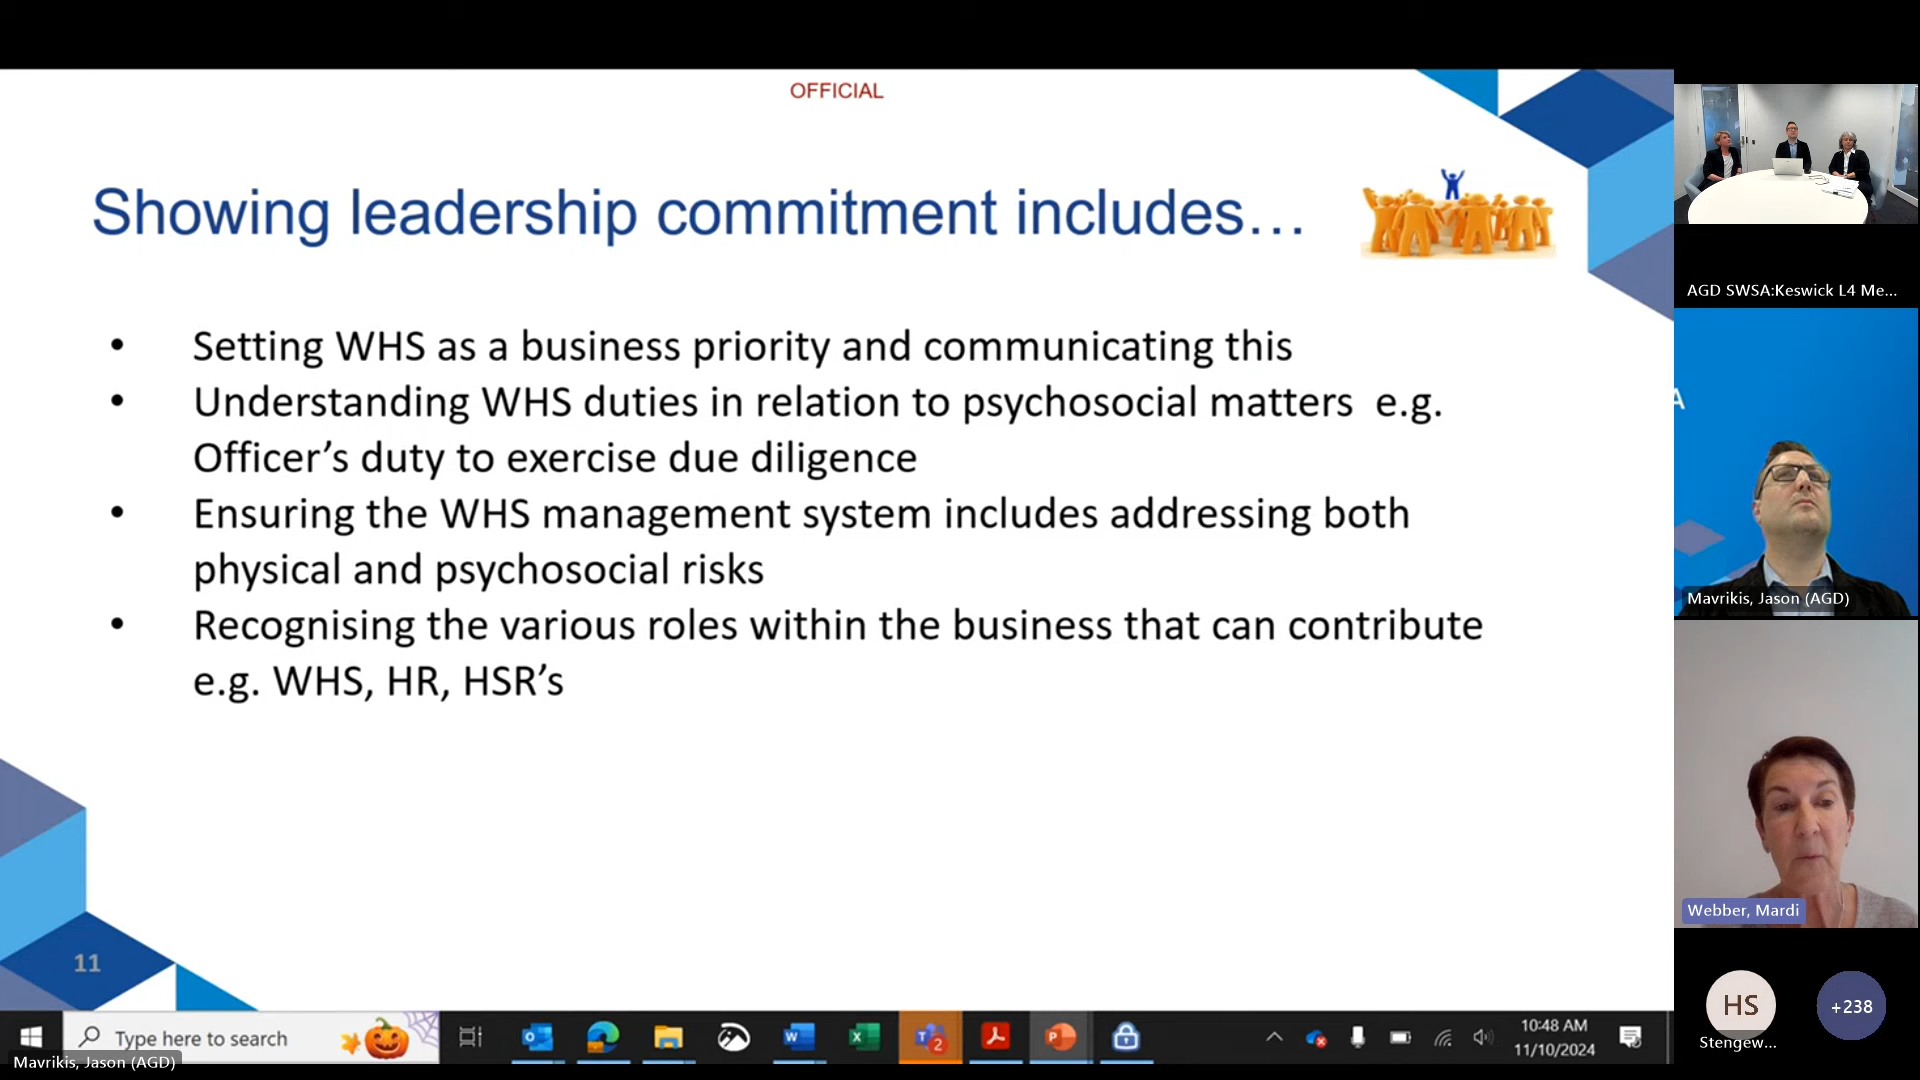 OFFICIAL
Showing leadership commitment includes…
• Setting WHS as a business priority and communicating this
• Understanding WHS duties in relation to psychosocial matters  e.g.
Officer’s duty to exercise due diligence
• Ensuring the WHS management system includes addressing both
physical and psychosocial risks
• Recognising the various roles within the business that can contribute
e.g. WHS, HR, HSR’s
11
Type here to search
2
10:48 AM
11/10/2024
Mavrikis, Jason (AGD)
AGD SWSA:Keswick L4 Me...
A
Mavrikis, Jason (AGD)
Webber, Mardi
HS
+238
Stengew...